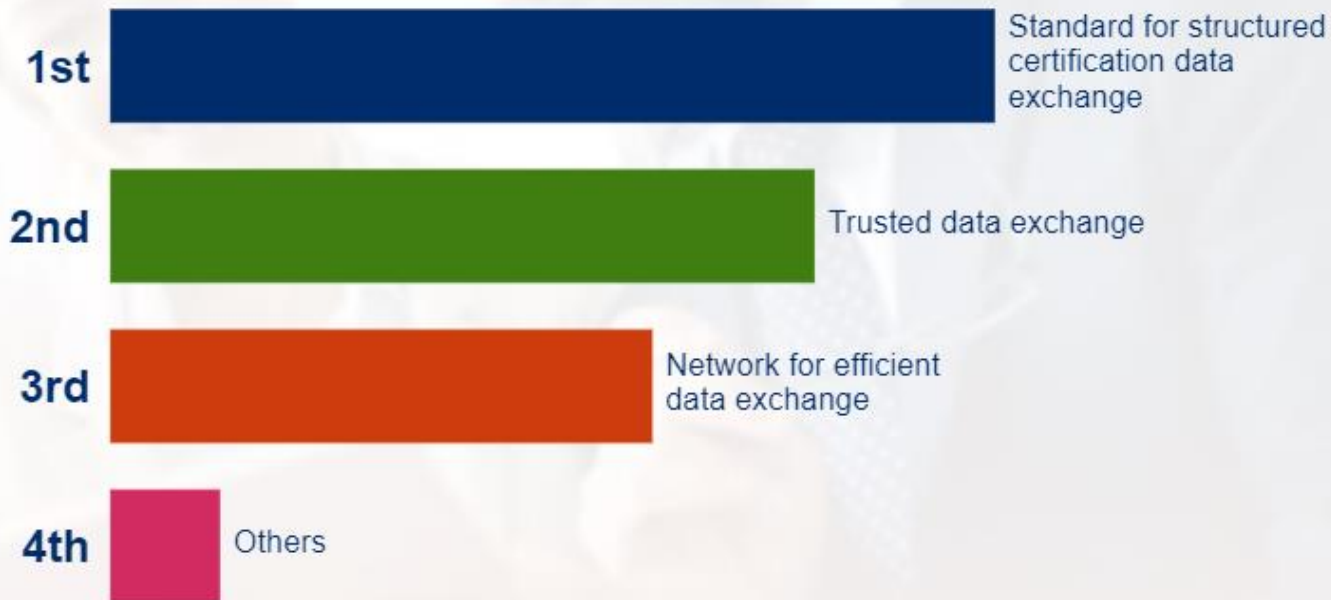 1st
Standard for structured
certification data
exchange
2nd
Trusted data exchange
3rd
Network for efficient
data exchange
4th
Others